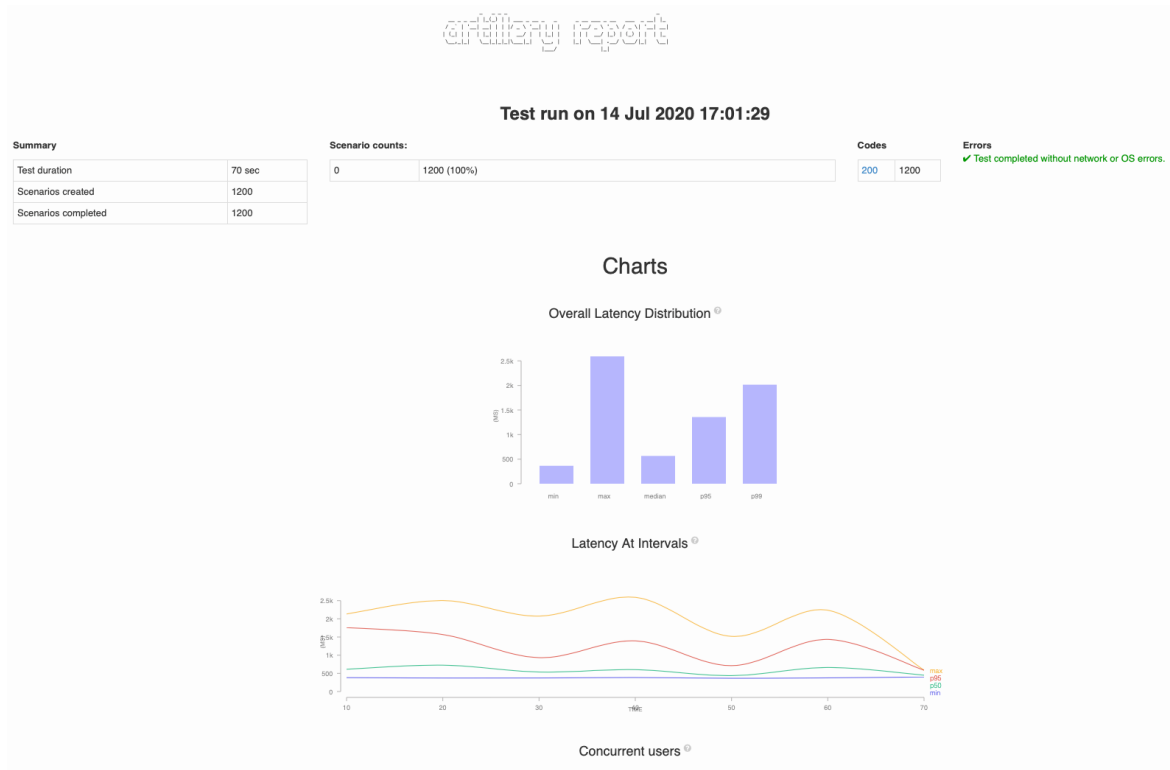 artillery report
Test run on 14 Jul 2020 17:01:29
Summary
Test duration 70 sec
Scenarios created 1200
Scenarios completed 1200
Scenario counts:
0 1200 (100%)
Codes
200 1200
Errors
✔ Test completed without network or OS errors.
Charts
Overall Latency Distribution ?
2.5k
2k
1.5k
1k
500
0
(MS)
min max median p95 p99
Latency At Intervals ?
2.5k
2k
1.5k
1k
500
0
(MS)
max
p95
p50
min
10 20 30 40 50 60 70
TIME
Concurrent users ?